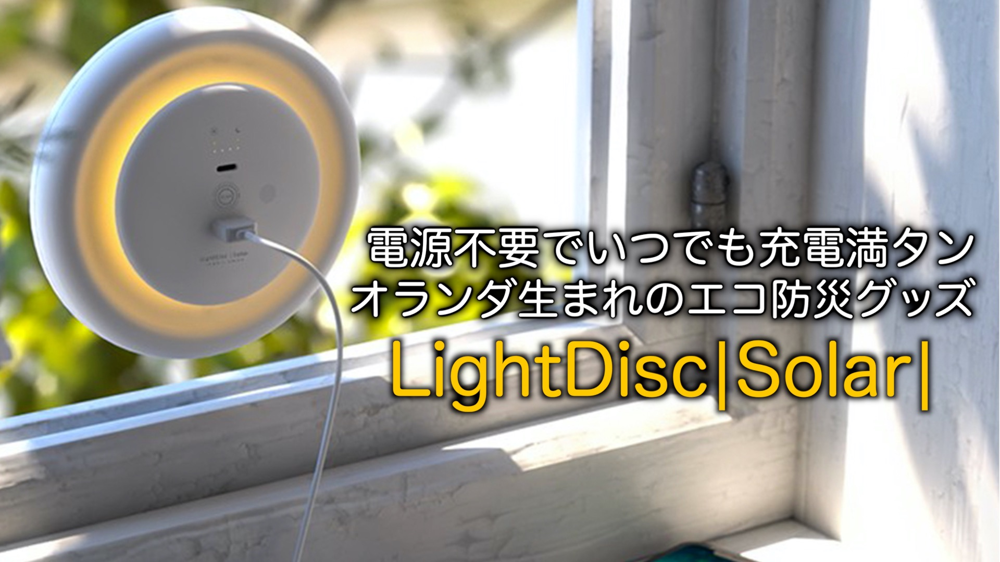 電源不要でいつでも充電満タン
オランダ生まれのエコ防災グッズ
LightDisc|Solar|